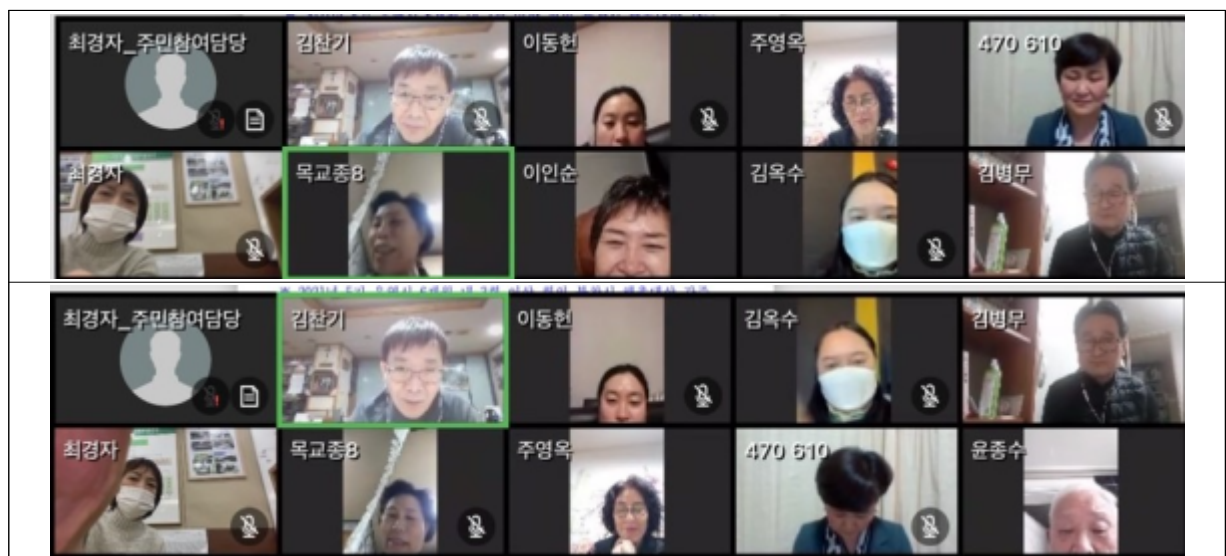 최경자_주민참여담당
김찬기
이동헌
주영옥
470 610
최경자
목교종8
이인순
김옥수
김병무
최경자_주민참여담당
김찬기
이동헌
김옥수
김병무
최경자
목교종8
주영옥
470 610
윤종수